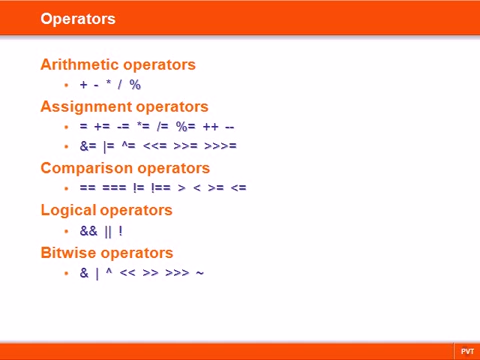 Operators
Arithmetic operators
• + - * / %
Assignment operators
• = += -= *= /= %= ++ --
• &= |= ^= <<= >>= >>>=
Comparison operators
• == === != !== > < >= <=
Logical operators
• && || !
Bitwise operators
• & | ^ << >> >>> ~
PVT